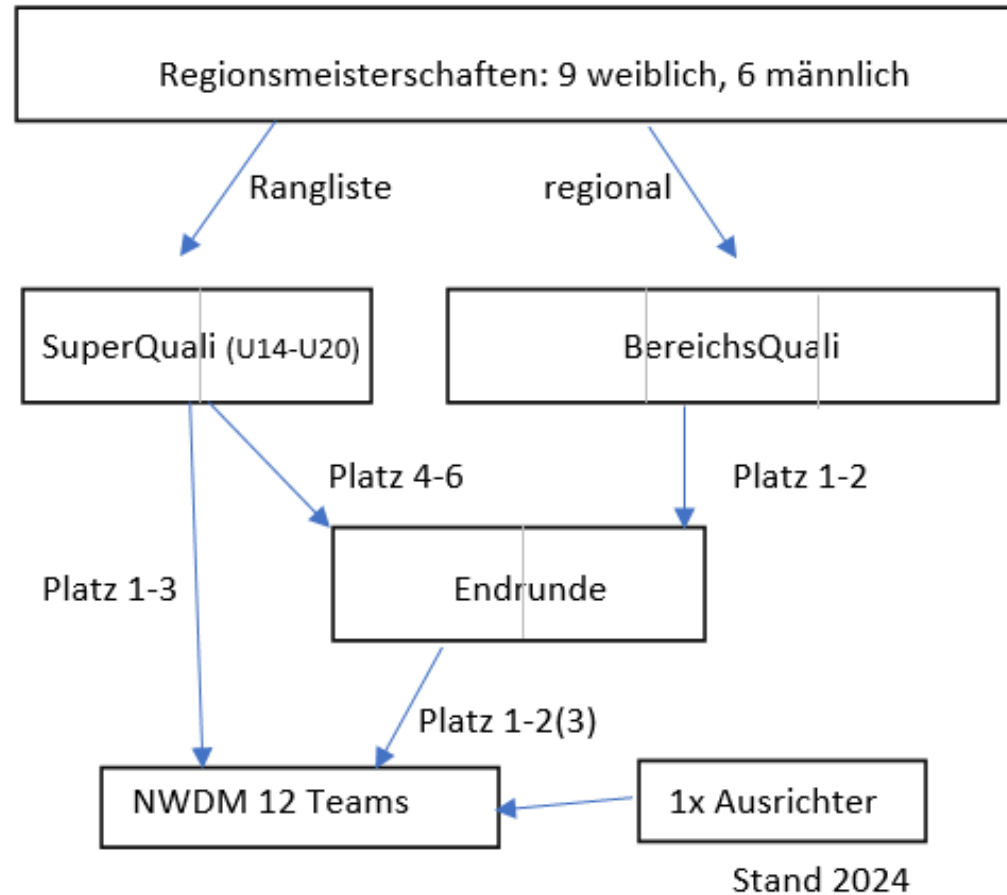 Regionsmeisterschaften: 9 weiblich, 6 männlich
Rangliste
regional
SuperQuali (U14-U20)
BereichsQuali
Platz 4-6
Platz 1-2
Platz 1-3
Endrunde
Platz 1-2(3)
NWDM 12 Teams
1x Ausrichter
Stand 2024